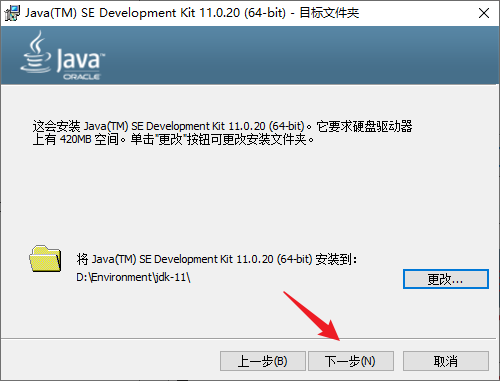 Java(TM) SE Development Kit 11.0.20 (64-bit) - 目标文件夹
Java™
ORACLE
这会安装 Java(TM) SE Development Kit 11.0.20 (64-bit)。它要求硬盘驱动器
上有 420MB 空间。单击"更改"按钮可更改安装文件夹。
将 Java(TM) SE Development Kit 11.0.20 (64-bit) 安装到：
D:\Environment\jdk-11\
更改...
上一步(B) 下一步(N) 取消